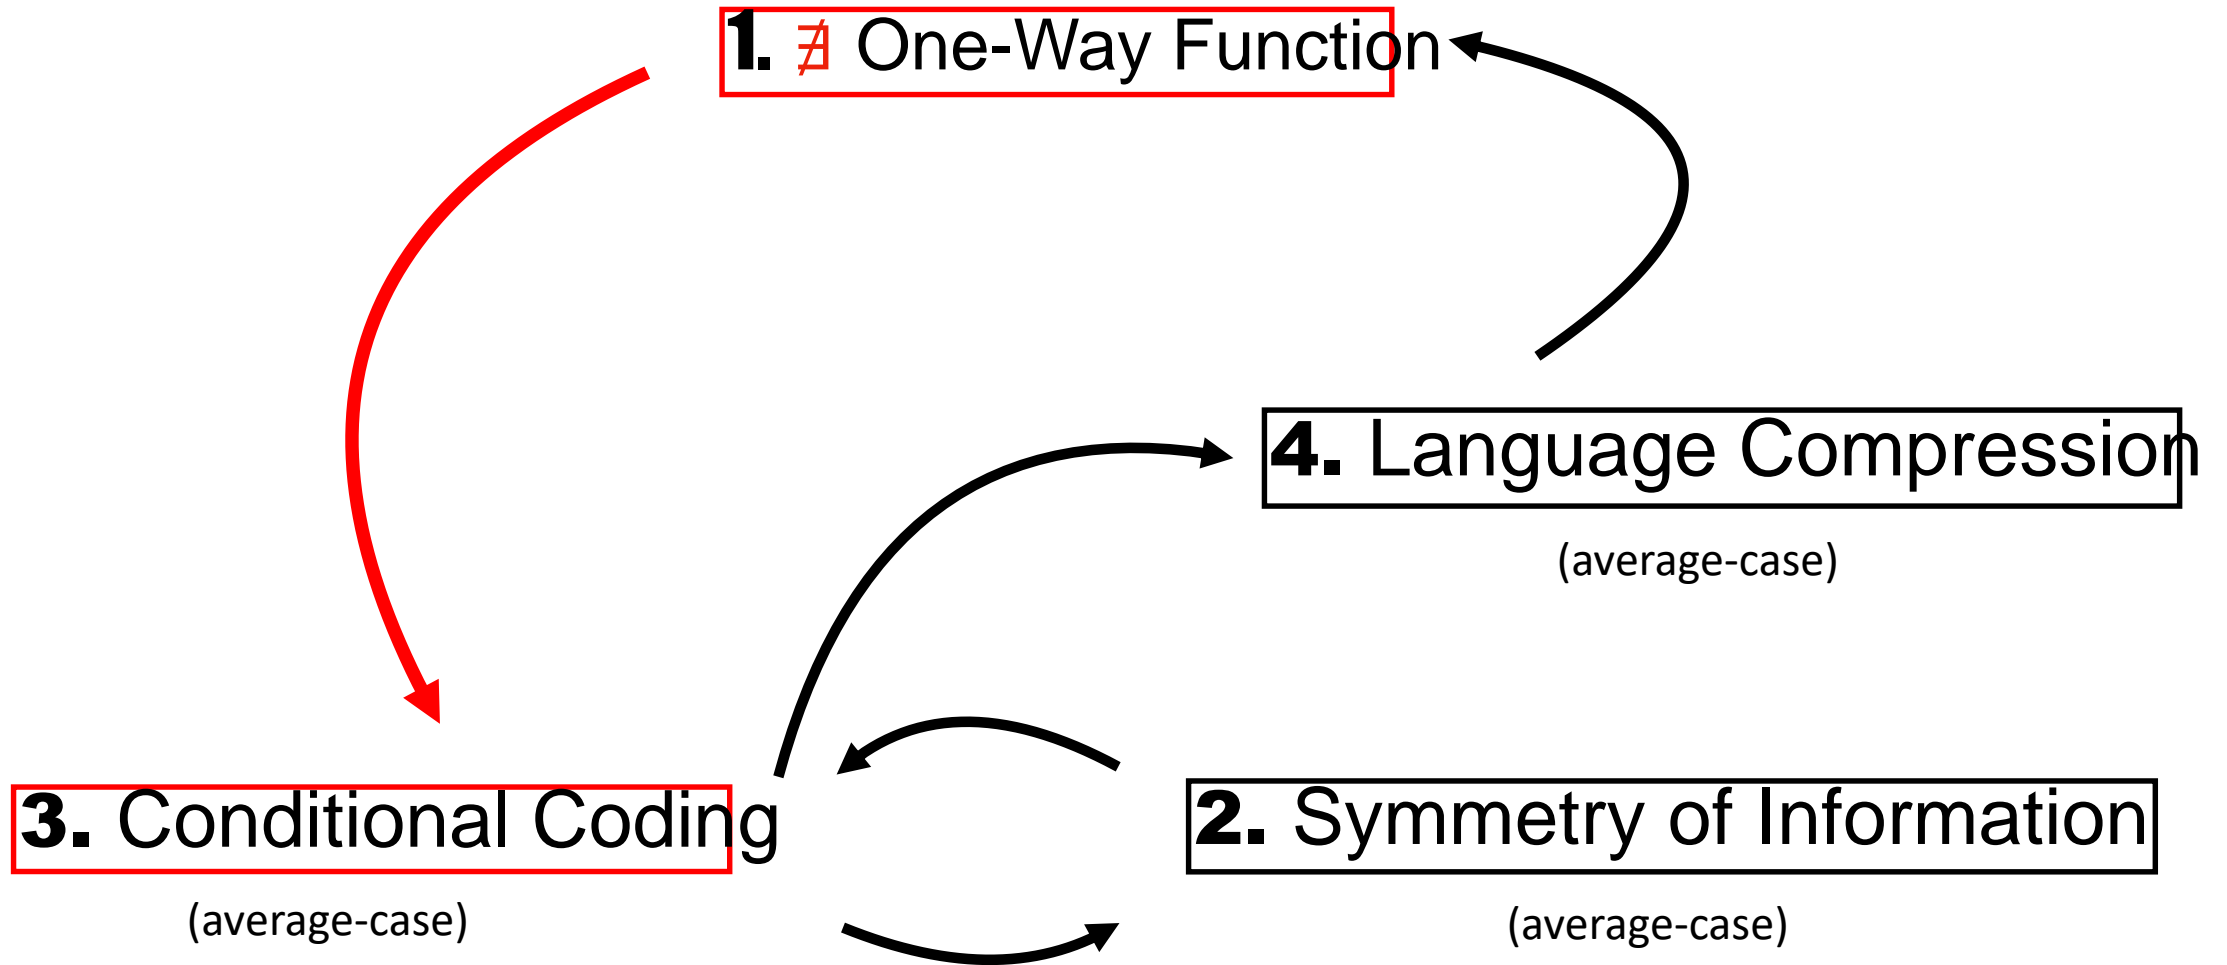 1. ∄ One-Way Function
4. Language Compression
(average-case)
3. Conditional Coding
(average-case)
2. Symmetry of Information
(average-case)